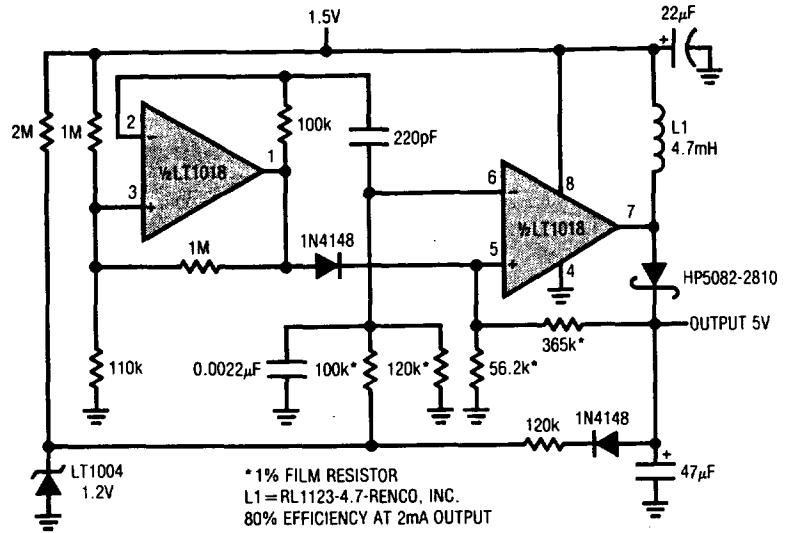 1.5V
22µF
+
2M
1M
2
−
100k
220pF
L1
4.7mH
1
½LT1018
3
+
6
−
8
7
½LT1018
1M
1N4148
5
+
4
HP5082-2810
OUTPUT 5V
365k*
110k
0.0022µF
100k*
120k*
56.2k*
120k
1N4148
LT1004
1.2V
+
47µF
*1% FILM RESISTOR
L1=RL1123-4.7-RENCO, INC.
80% EFFICIENCY AT 2mA OUTPUT